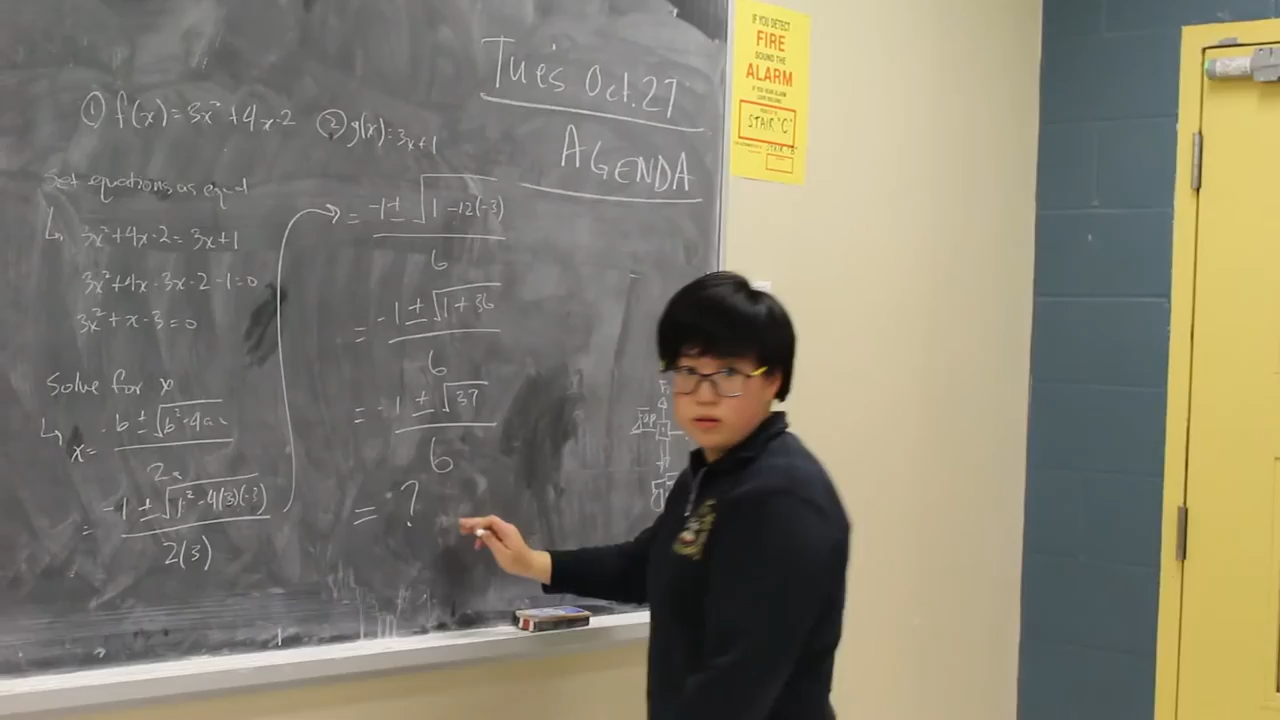 Tues Oct. 27
AGENDA
① f(x)=3x²+4x-2 ② g(x)=3x+1
Set equations as equal
↳ 3x²+4x-2=3x+1
3x²+4x-3x-2-1=0
3x²+x-3=0
Solve for x
↳ x= -b±√b²-4ac
2a
= -1±√1²-4(3)(-3)
2(3)
= -1±√1-12(-3)
6
= -1±√1+36
6
= -1±√37
6
= ?
IF YOU DETECT
FIRE
SOUND THE
ALARM
STAIR "C"
STAIR "B"